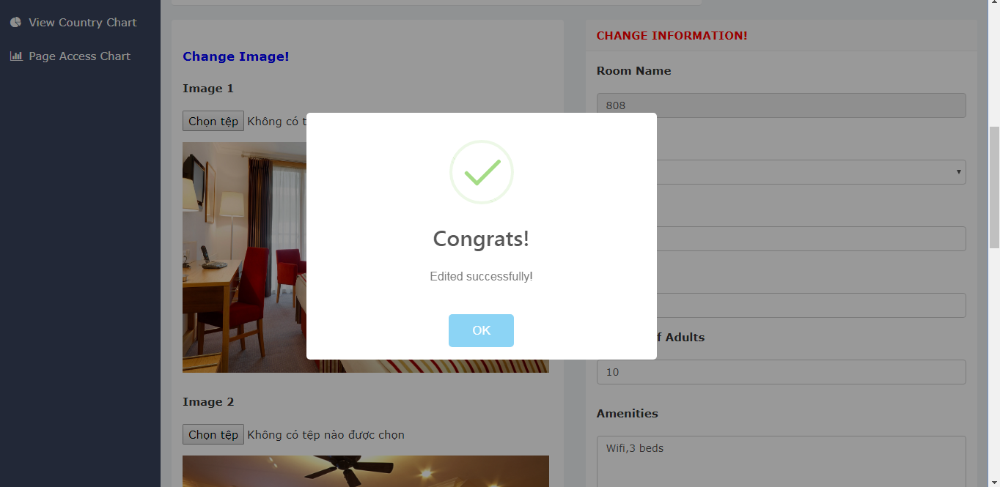 View Country Chart
Page Access Chart
Change Image!
Image 1
Chọn tệp Không có t
Image 2
Chọn tệp Không có tệp nào được chọn
Congrats!
Edited successfully!
OK
CHANGE INFORMATION!
Room Name
808
f Adults
10
Amenities
Wifi,3 beds